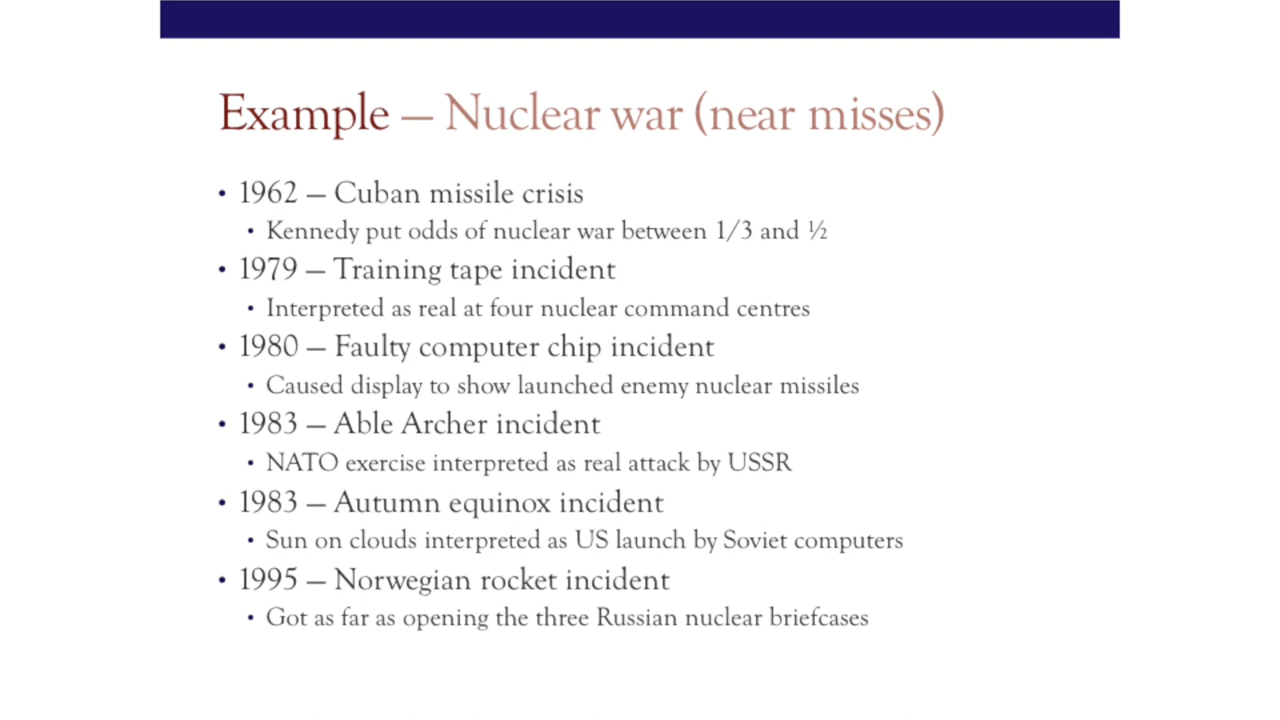 Example – Nuclear war (near misses)
• 1962 – Cuban missile crisis
• Kennedy put odds of nuclear war between 1/3 and ½
• 1979 – Training tape incident
• Interpreted as real at four nuclear command centres
• 1980 – Faulty computer chip incident
• Caused display to show launched enemy nuclear missiles
• 1983 – Able Archer incident
• NATO exercise interpreted as real attack by USSR
• 1983 – Autumn equinox incident
• Sun on clouds interpreted as US launch by Soviet computers
• 1995 – Norwegian rocket incident
• Got as far as opening the three Russian nuclear briefcases